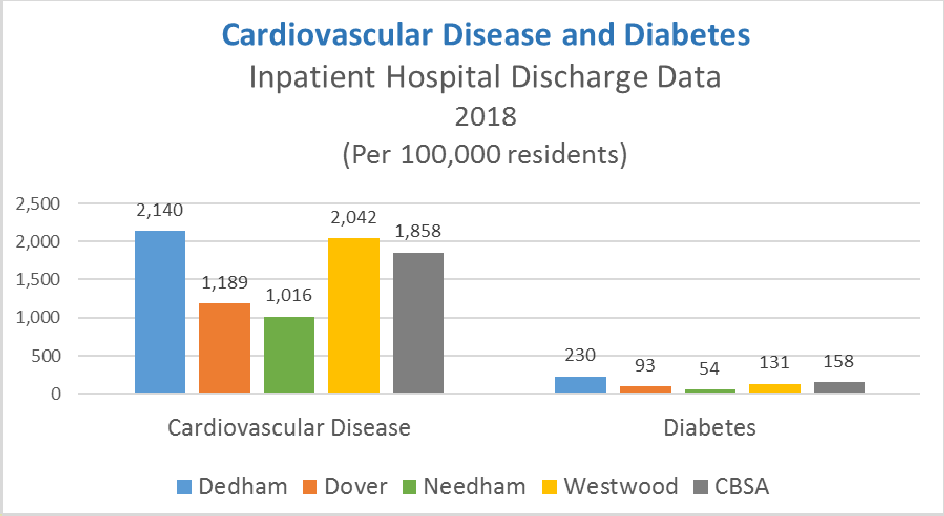 Cardiovascular Disease and Diabetes
Inpatient Hospital Discharge Data
2018
(Per 100,000 residents)
2,500
2,000
1,500
1,000
500
0
2,140
1,189
1,016
2,042
1,858
230
93
54
131
158
Cardiovascular Disease
Diabetes
Dedham Dover Needham Westwood CBSA